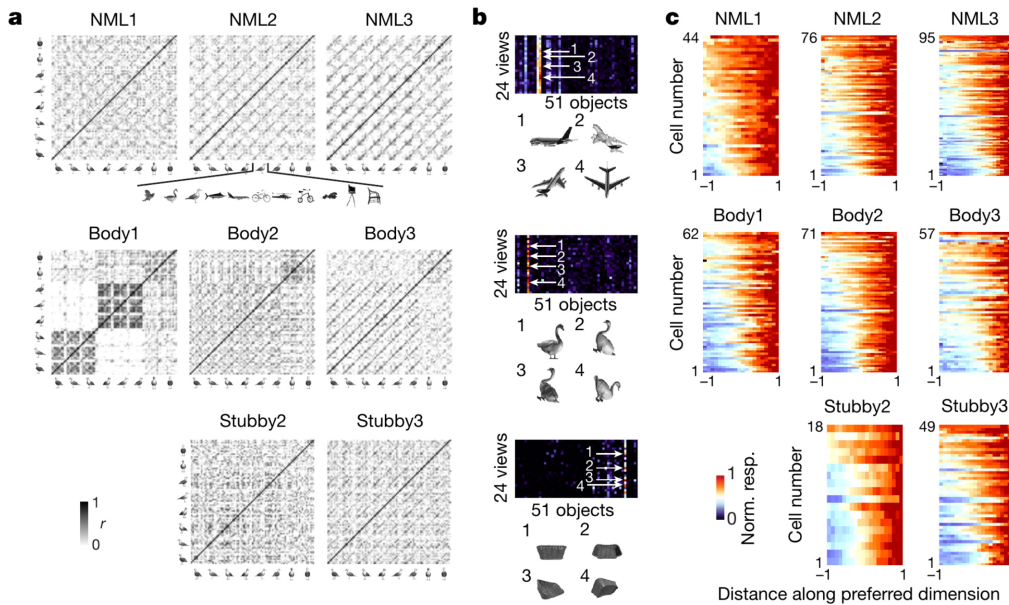 a
NML1 NML2 NML3
Body1 Body2 Body3
Stubby2 Stubby3
1
r
0
b
24 views
1
2
3
4
51 objects
1 2
3 4
24 views
1
2
3
4
51 objects
1 2
3 4
24 views
1
2
3
4
51 objects
1 2
3 4
c
NML1 NML2 NML3
44 76 95
Cell number
1 1 1
−1 1 −1 1 −1 1
Body1 Body2 Body3
62 71 57
Cell number
1 1 1
−1 1 −1 1 −1 1
Stubby2 Stubby3
18 49
Cell number
1 1
−1 1 −1 1
1
0
Norm. resp.
Distance along preferred dimension